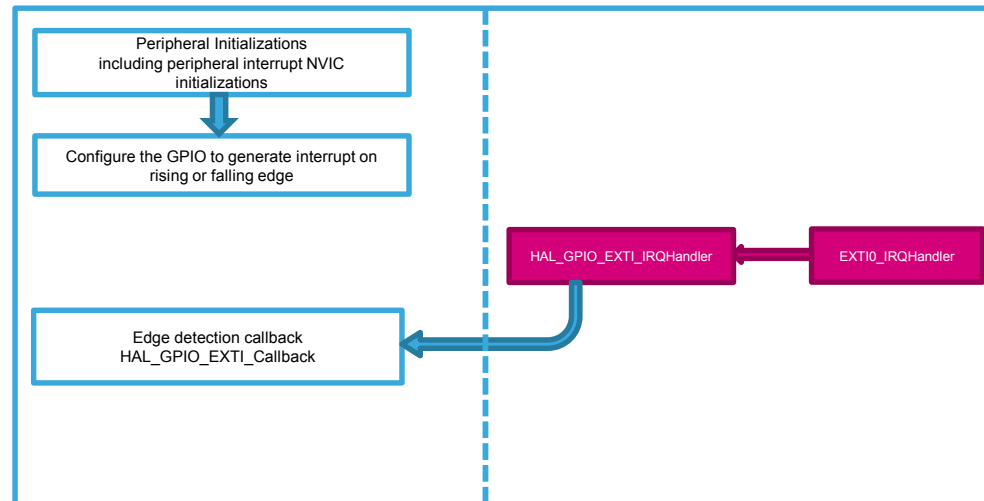 Peripheral Initializations
including peripheral interrupt NVIC
initializations
Configure the GPIO to generate interrupt on
rising or falling edge
HAL_GPIO_EXTI_IRQHandler
EXTI0_IRQHandler
Edge detection callback
HAL_GPIO_EXTI_Callback